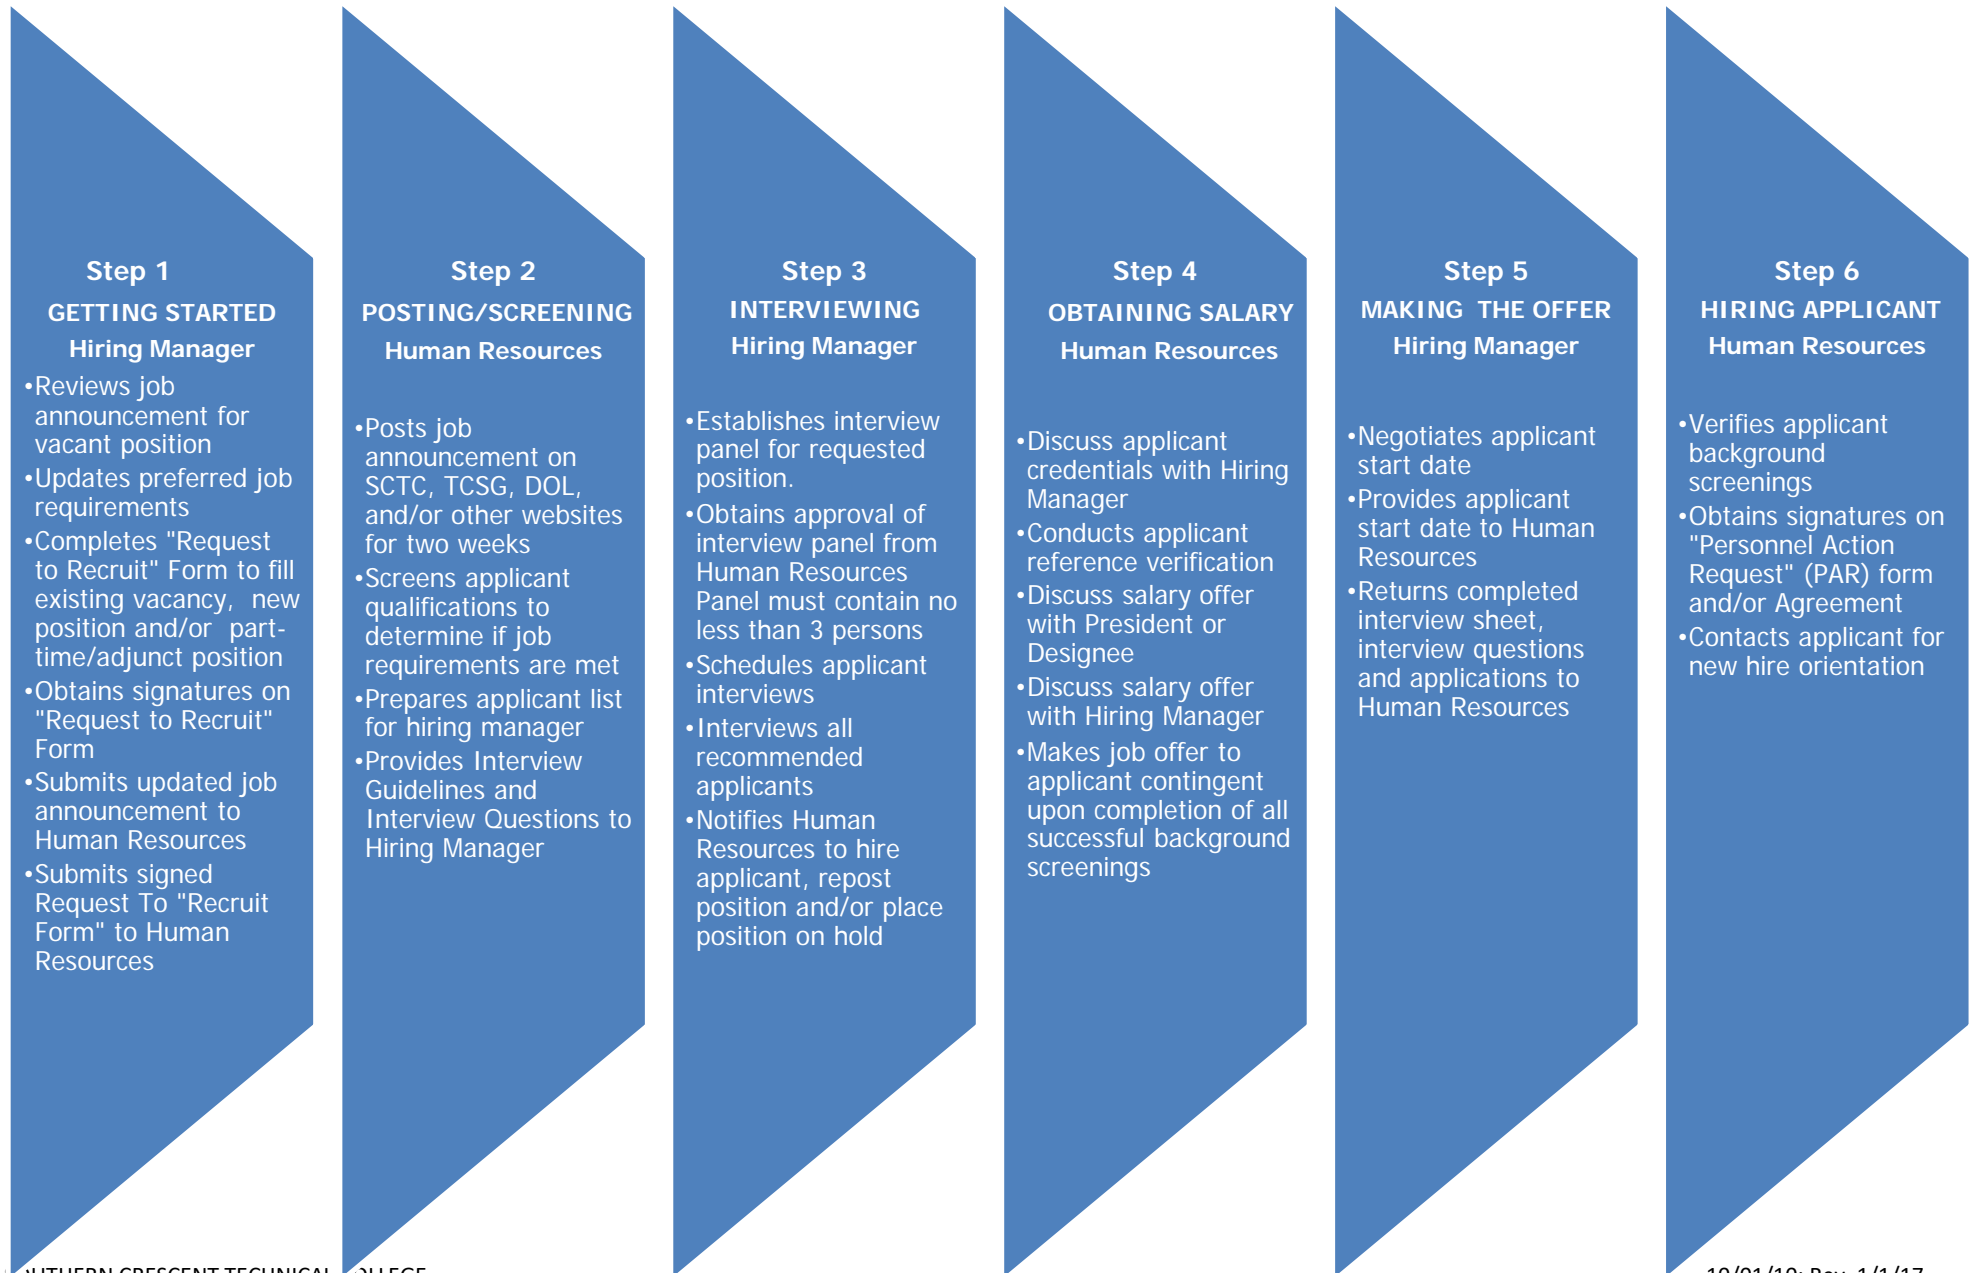 Step 1
GETTING STARTED
Hiring Manager
•Reviews job
announcement for
vacant position
•Updates preferred job
requirements
•Completes "Request
to Recruit" Form to fill
existing vacancy, new
position and/or part-
time/adjunct position
•Obtains signatures on
"Request to Recruit"
Form
•Submits updated job
announcement to
Human Resources
•Submits signed
Request To "Recruit
Form" to Human
Resources
Step 2
POSTING/SCREENING
Human Resources
•Posts job
announcement on
SCTC, TCSG, DOL,
and/or other websites
for two weeks
•Screens applicant
qualifications to
determine if job
requirements are met
•Prepares applicant list
for hiring manager
•Provides Interview
Guidelines and
Interview Questions to
Hiring Manager
Step 3
INTERVIEWING
Hiring Manager
•Establishes interview
panel for requested
position.
•Obtains approval of
interview panel from
Human Resources
Panel must contain no
less than 3 persons
•Schedules applicant
interviews
•Interviews all
recommended
applicants
•Notifies Human
Resources to hire
applicant, repost
position and/or place
position on hold
Step 4
OBTAINING SALARY
Human Resources
•Discuss applicant
credentials with Hiring
Manager
•Conducts applicant
reference verification
•Discuss salary offer
with President or
Designee
•Discuss salary offer
with Hiring Manager
•Makes job offer to
applicant contingent
upon completion of all
successful background
screenings
Step 5
MAKING THE OFFER
Hiring Manager
•Negotiates applicant
start date
•Provides applicant
start date to Human
Resources
•Returns completed
interview sheet,
interview questions
and applications to
Human Resources
Step 6
HIRING APPLICANT
Human Resources
•Verifies applicant
background
screenings
•Obtains signatures on
"Personnel Action
Request" (PAR) form
and/or Agreement
•Contacts applicant for
new hire orientation
CRESCENT TECHNICAL
10/01/10; Rev. 1/1/17